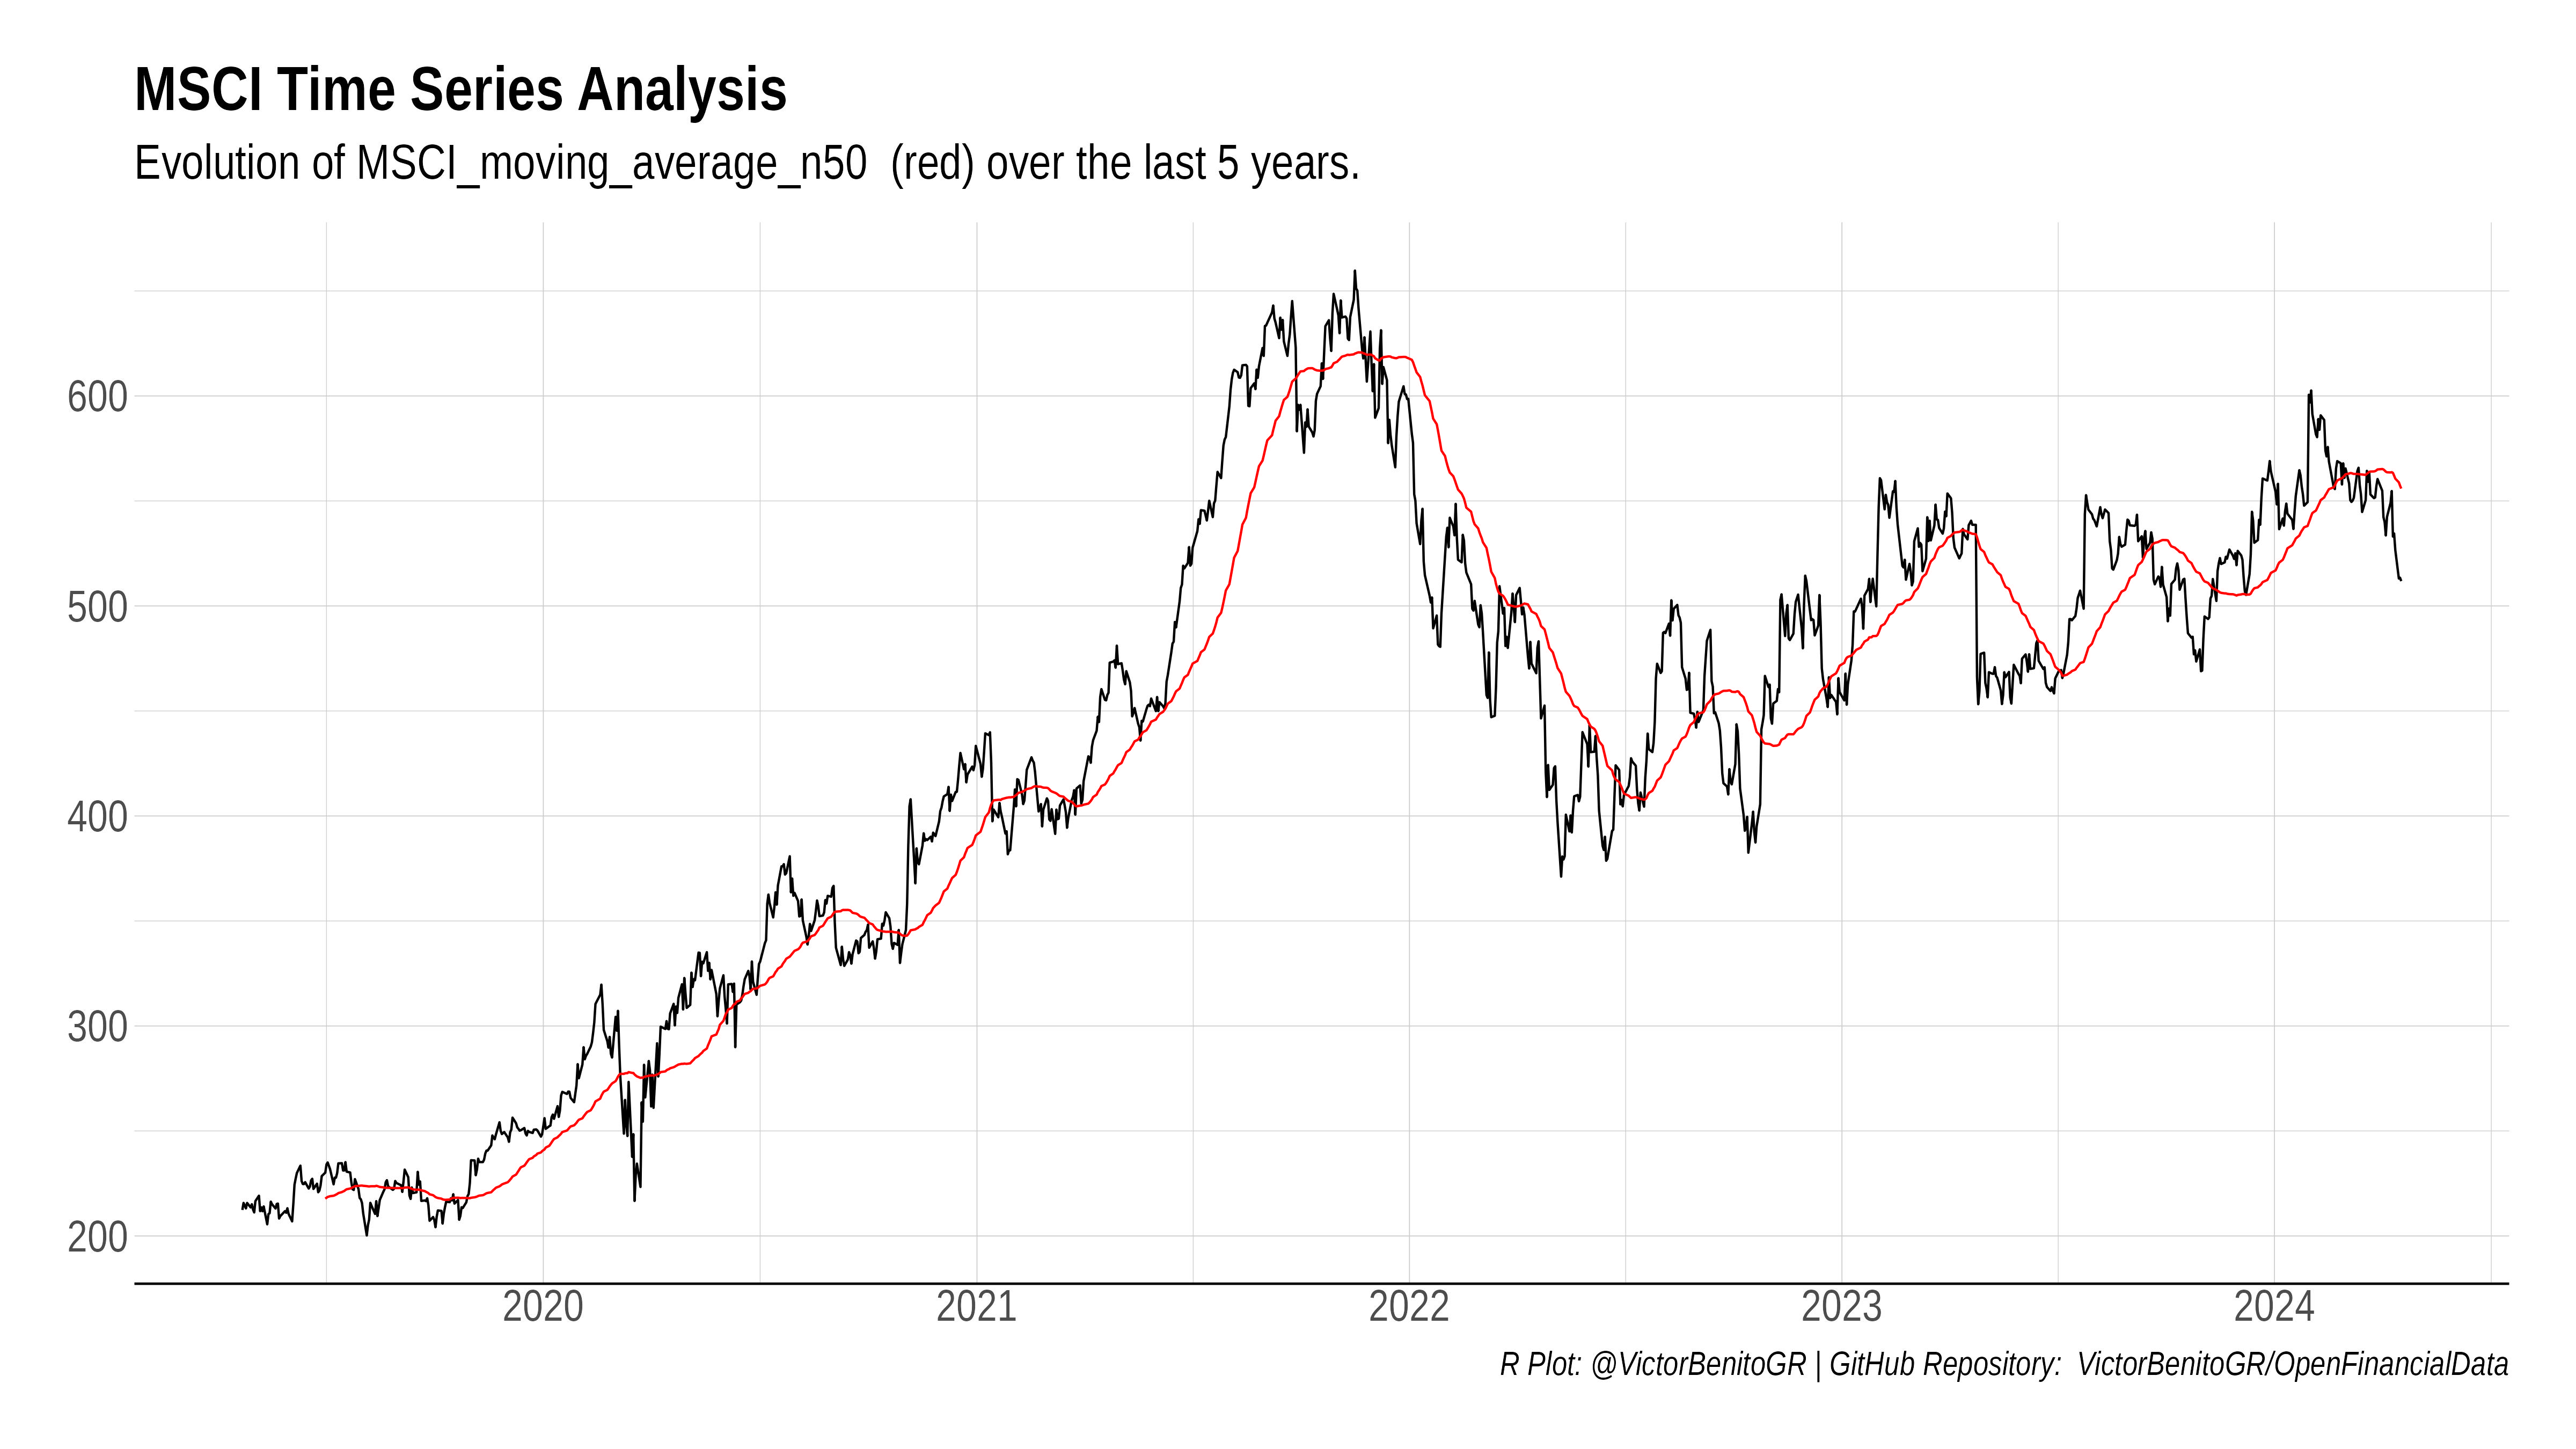 MSCI Time Series Analysis
Evolution of MSCI_moving_average_n50  (red) over the last 5 years.
600
500
400
300
200
2020 2021 2022 2023 2024
R Plot: @VictorBenitoGR | GitHub Repository:  VictorBenitoGR/OpenFinancialData